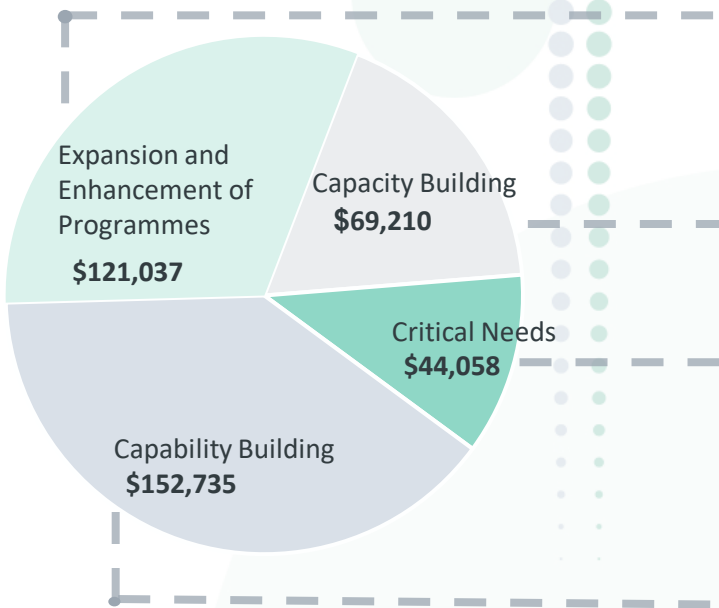 Expansion and
Enhancement of
Programmes
$121,037
Capacity Building
$69,210
Critical Needs
$44,058
Capability Building
$152,735